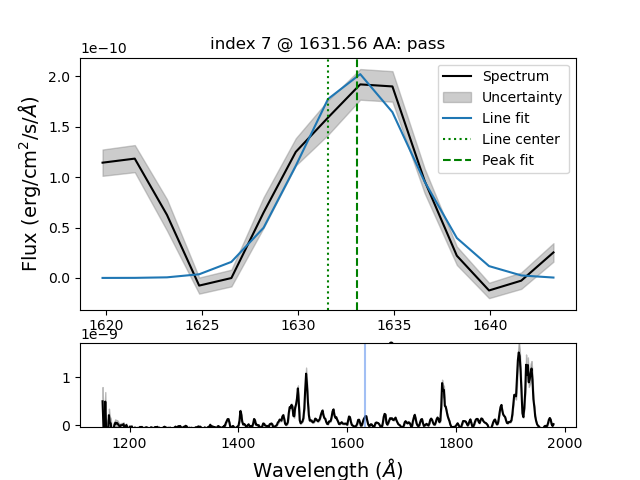 index 7 @ 1631.56 AA: pass
1e−10
2.0
1.5
1.0
0.5
0.0
Flux (erg/cm²/s/Å)
Spectrum
Uncertainty
Line fit
Line center
Peak fit
1620 1625 1630 1635 1640
1e−9
1
0
1200 1400 1600 1800 2000
Wavelength (Å)